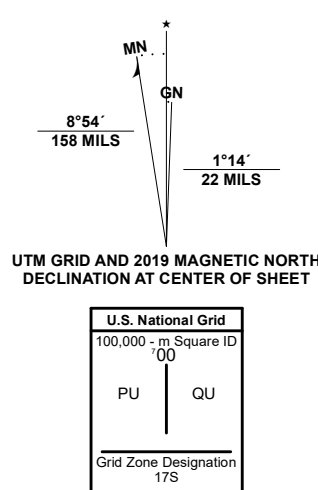 ★
MN
GN
8°54´
158 MILS
1°14´
22 MILS
UTM GRID AND 2019 MAGNETIC NORTH
DECLINATION AT CENTER OF SHEET
U.S. National Grid
100,000 - m Square ID
⁷00
PU QU
Grid Zone Designation
17S